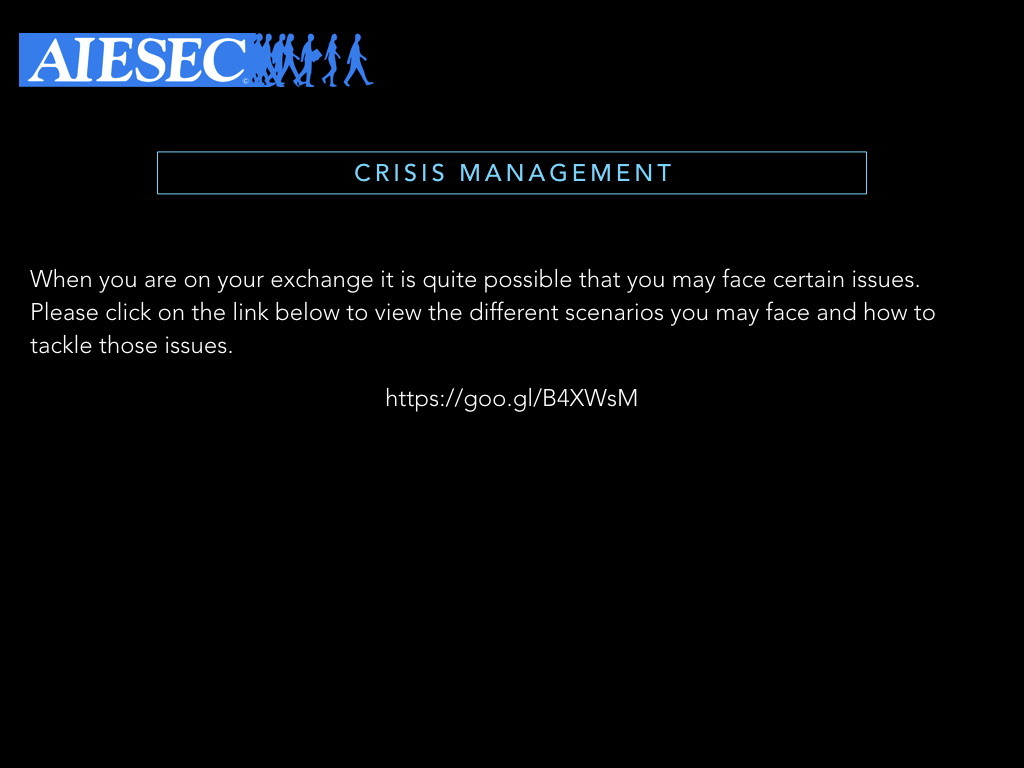 AIESEC
©
CRISIS MANAGEMENT
When you are on your exchange it is quite possible that you may face certain issues.
Please click on the link below to view the different scenarios you may face and how to
tackle those issues.
https://goo.gl/B4XWsM